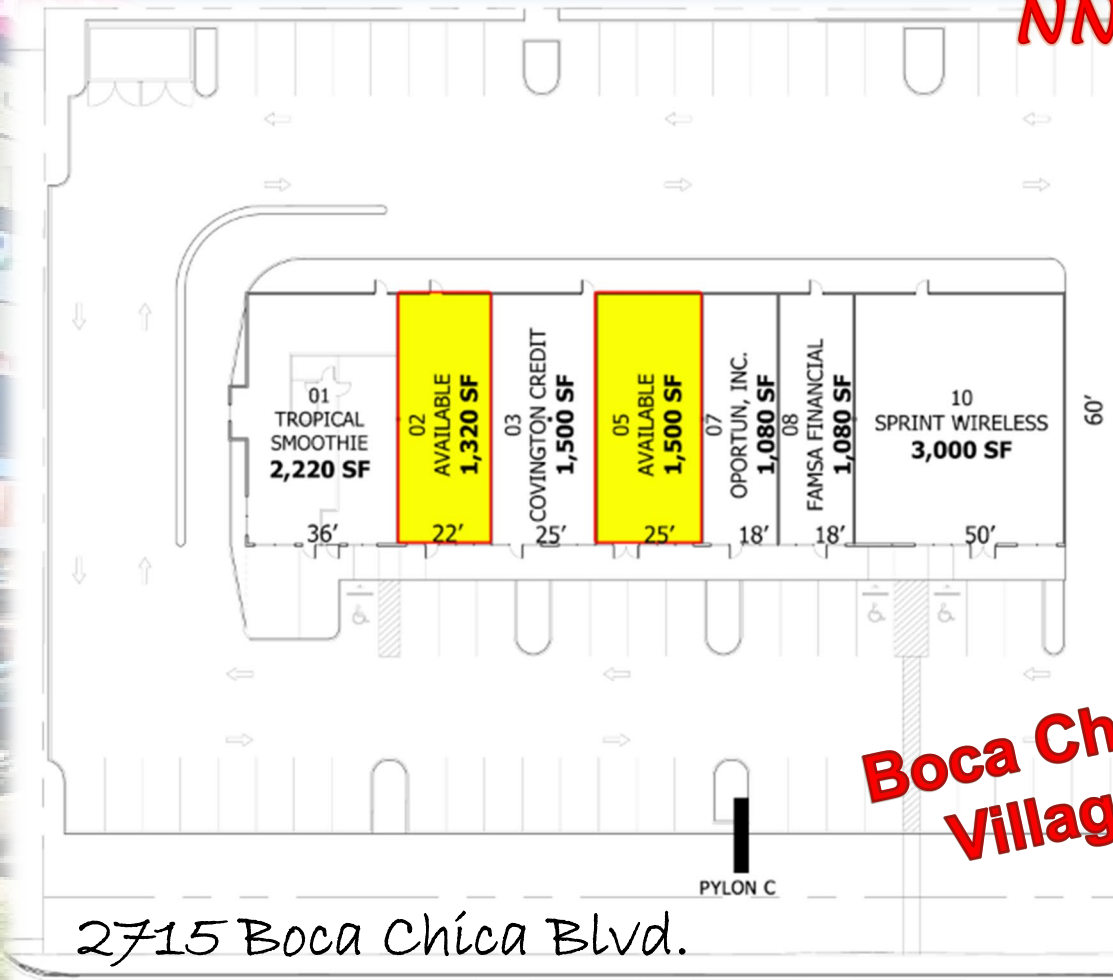 NN
01
TROPICAL
SMOOTHIE
2,220 SF
36'
02
AVAILABLE
1,320 SF
22'
03
COVINGTON CREDIT
1,500 SF
25'
05
AVAILABLE
1,500 SF
25'
07
OPORTUN, INC.
1,080 SF
18'
08
FAMSA FINANCIAL
1,080 SF
18'
10
SPRINT WIRELESS
3,000 SF
50'
60'
Boca Ch
Villag
PYLON C
2715 Boca Chica Blvd.